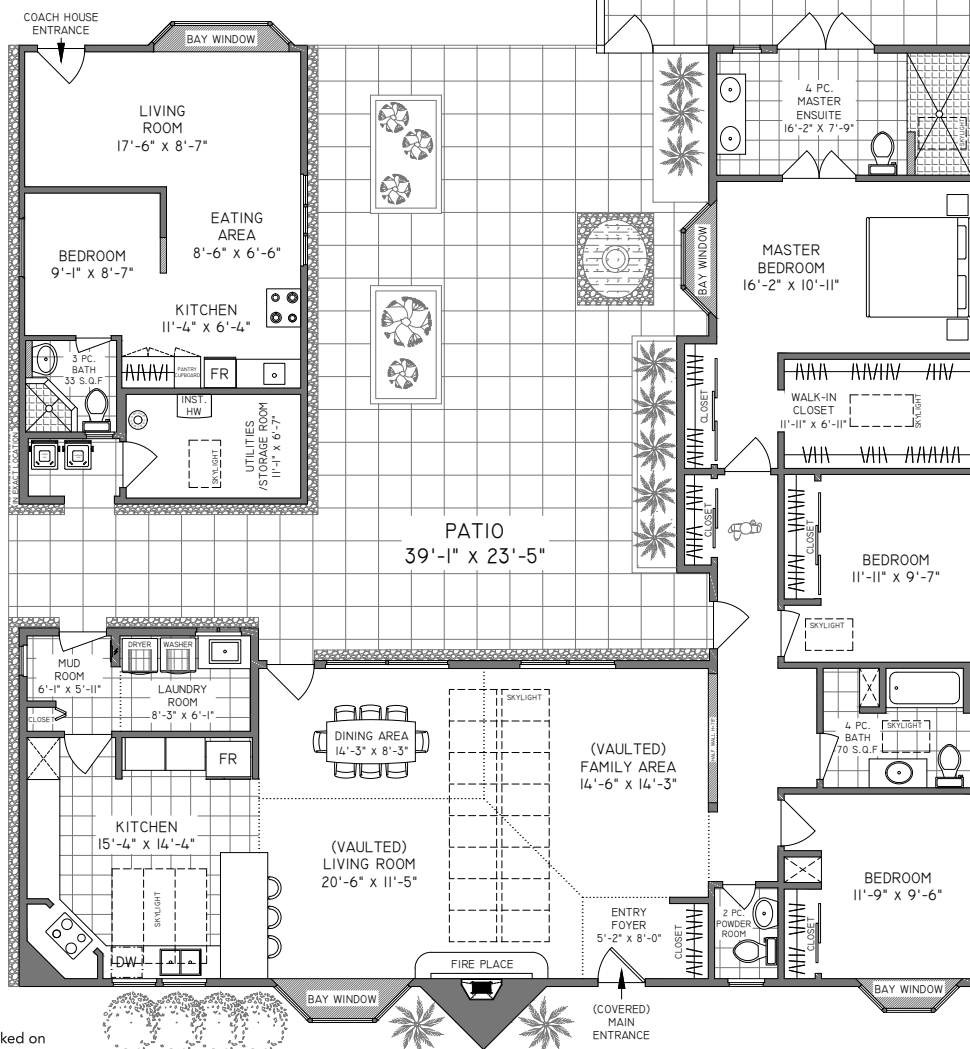 COACH HOUSE
ENTRANCE
BAY WINDOW
LIVING
ROOM
17'-6" X 8'-7"
EATING
AREA
8'-6" X 6'-6"
BEDROOM
9'-1" X 8'-7"
KITCHEN
11'-4" X 6'-4"
3 PC.
BATH
33 S.Q.F
PANTRY
CUPBOARD
FR
INST.
HW
SKYLIGHT
UTILITIES
/STORAGE ROOM
11'-1" X 6'-7"
N EXACT LOCATION
4 PC.
MASTER
ENSUITE
16'-2" X 7'-9"
SKYLIGHT
BAY WINDOW
MASTER
BEDROOM
16'-2" X 10'-11"
CLOSET
WALK-IN
CLOSET
11'-11" X 6'-11"
SKYLIGHT
CLOSET
CLOSET
BEDROOM
11'-11" X 9'-7"
SKYLIGHT
PATIO
39'-1" X 23'-5"
MUD
ROOM
6'-1" X 5'-11"
CLOSET
DRYER
WASHER
LAUNDRY
ROOM
8'-3" X 6'-1"
FR
KITCHEN
15'-4" X 14'-4"
SKYLIGHT
DW
DINING AREA
14'-3" X 8'-3"
SKYLIGHT
(VAULTED)
FAMILY AREA
14'-6" X 14'-3"
(VAULTED)
LIVING ROOM
20'-6" X 11'-5"
4 PC.
BATH
70 S.Q.F
SKYLIGHT
BEDROOM
11'-9" X 9'-6"
CLOSET
ENTRY
FOYER
5'-2" X 8'-0"
CLOSET
2 PC.
POWDER
ROOM
FIRE PLACE
BAY WINDOW
(COVERED)
MAIN
ENTRANCE
BAY WINDOW
ked on